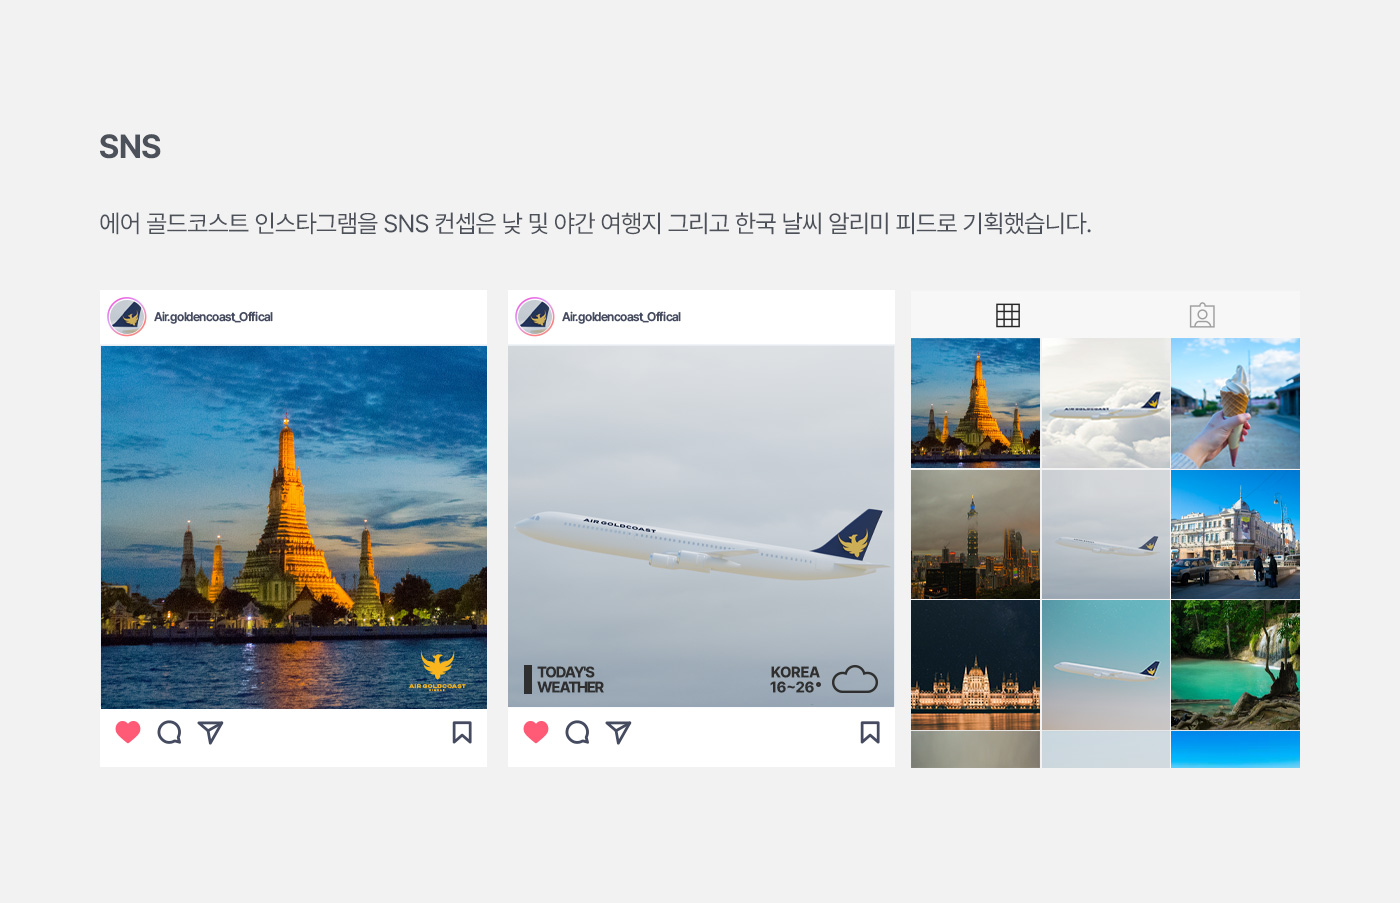 SNS
에어 골드코스트 인스타그램을 SNS 컨셉은 낮 및 야간 여행지 그리고 한국 날씨 알리미 피드로 기획했습니다.
Air.goldencoast_Offical
AIR GOLDCOAST
Air.goldencoast_Offical
AIR GOLDCOAST
TODAY'S
WEATHER
KOREA
16~26°
AIR GOLDCOAST